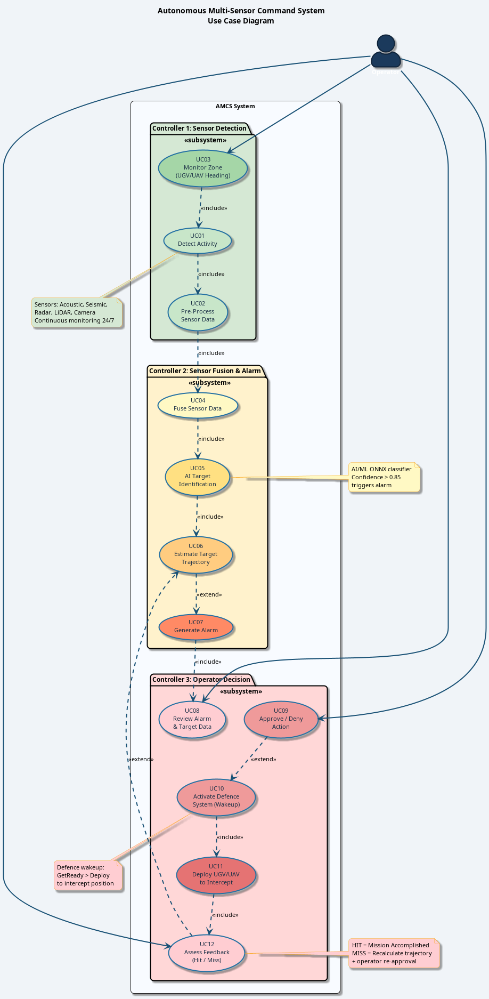 Autonomous Multi-Sensor Command System
Use Case Diagram
Operator
AMCS System
Controller 1: Sensor Detection
«subsystem»
UC03
Monitor Zone
(UGV/UAV Heading)
«include»
UC01
Detect Activity
«include»
Sensors: Acoustic, Seismic,
Radar, LiDAR, Camera
Continuous monitoring 24/7
UC02
Pre-Process
Sensor Data
«include»
Controller 2: Sensor Fusion & Alarm
«subsystem»
UC04
Fuse Sensor Data
«include»
UC05
AI Target
Identification
AI/ML ONNX classifier
Confidence > 0.85
triggers alarm
«include»
UC06
Estimate Target
Trajectory
«extend»
UC07
Generate Alarm
«include»
Controller 3: Operator Decision
«subsystem»
UC08
Review Alarm
& Target Data
UC09
Approve / Deny
Action
«extend»
«extend»
UC10
Activate Defence
System (Wakeup)
«include»
Defence wakeup:
GetReady > Deploy
to intercept position
UC11
Deploy UGV/UAV
to Intercept
«include»
UC12
Assess Feedback
(Hit / Miss)
HIT = Mission Accomplished
MISS = Recalculate trajectory
+ operator re-approval